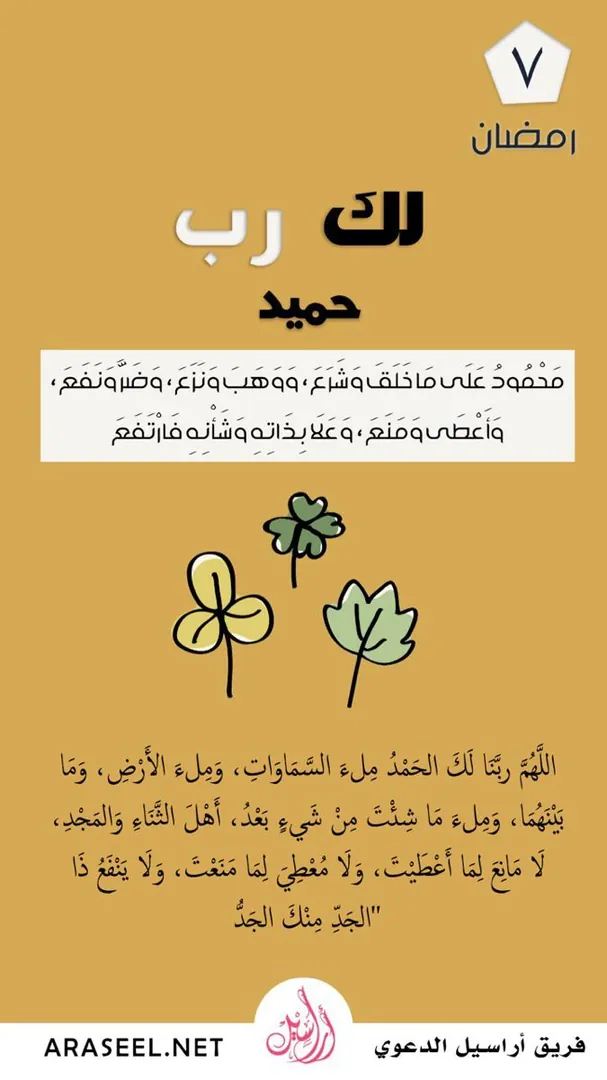 ٧
رمضان
لك رب
حميد
مَحْمُودُ عَلَى مَا خَلَقَ وَشَرَعَ، وَوَهَبَ وَنَزَعَ، وَضَرَّ وَنَفَعَ،
وَأَعْطَى وَمَنَعَ، وَعَلَا بِذَاتِهِ وَشَأْنِهِ فَارْتَفَعَ
اللَّهُمَّ ربَّنَا لَكَ الحَمْدُ مِلءَ السَّمَاوَاتِ، وَمِلءَ الأَرْضِ، وَمَا
بَيْنَهُمَا، وَمِلءَ مَا شِئْتَ مِنْ شَيءٍ بَعْدُ، أَهْلَ الثَّنَاءِ وَالمَجْدِ،
لَا مَانِعَ لِمَا أَعْطَيْتَ، وَلَا مُعْطِيَ لِمَا مَنَعْتَ، وَلَا يَنْفَعُ ذَا
"الجَدِّ مِنْكَ الجَدُّ
فريق أراسيل الدعوي
أراسيل
ARASEEL.NET